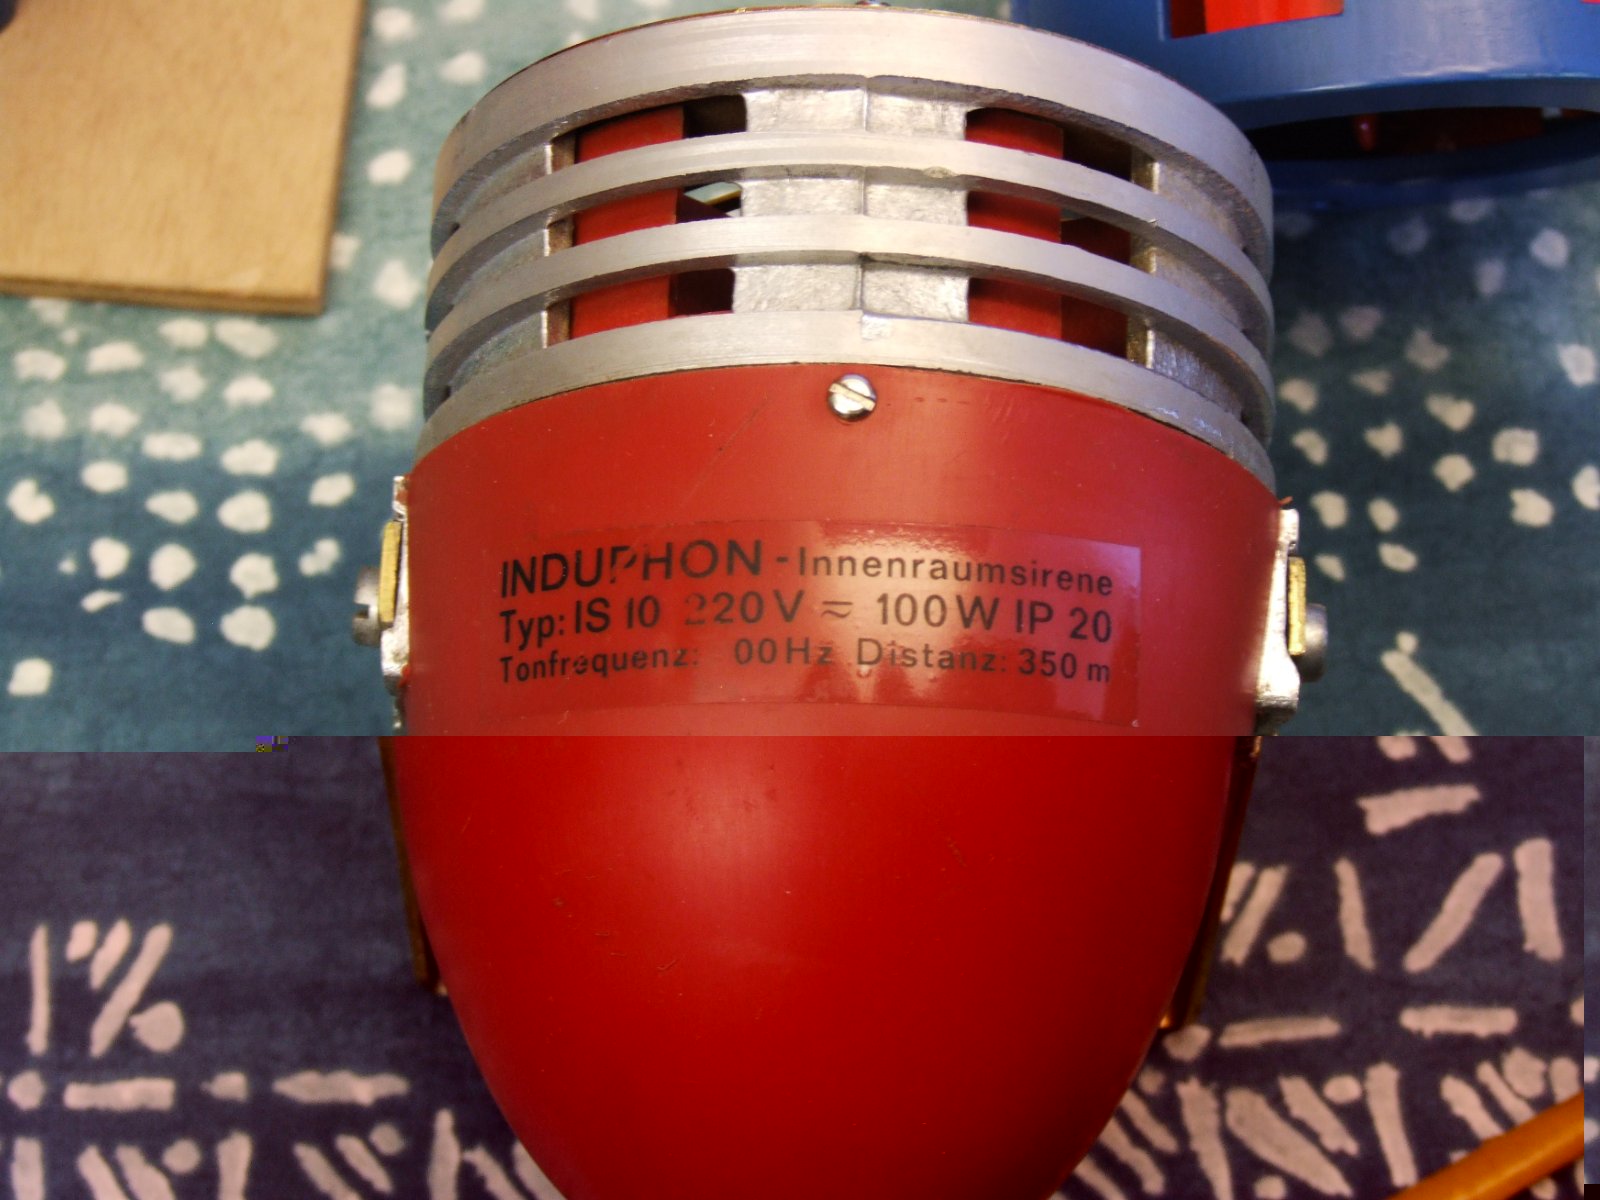 INDUPHON - Innenraumsirene
Typ: IS 10 220 V ≂ 100 W IP 20
Tonfrequenz: 00 Hz Distanz: 350 m